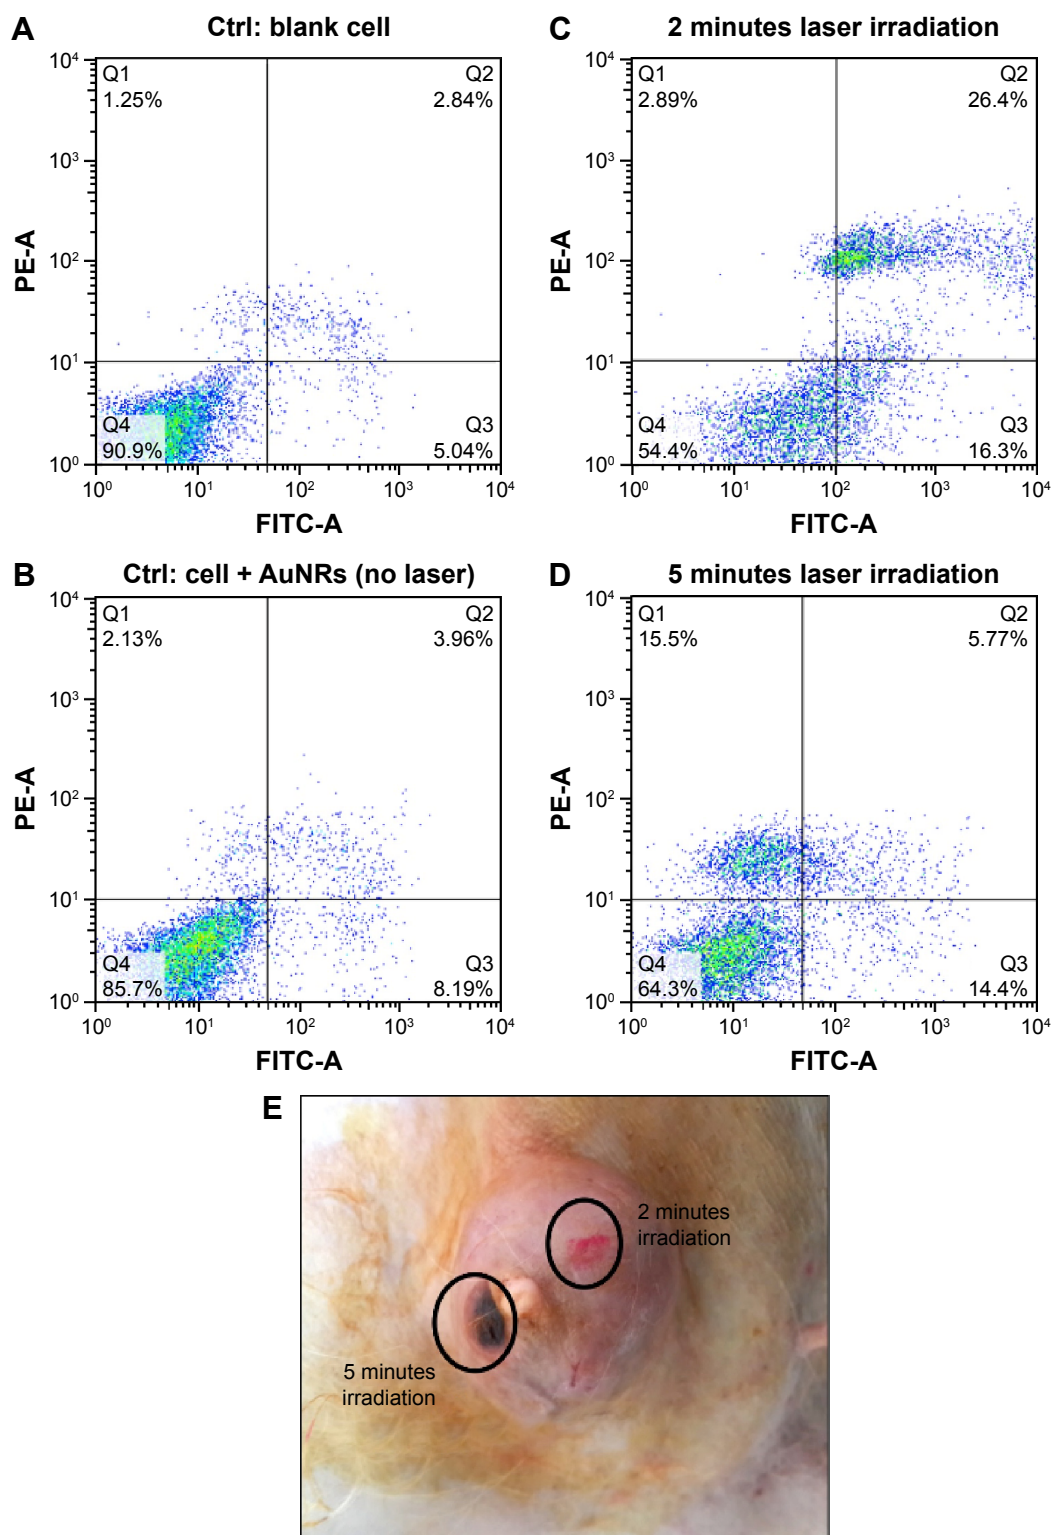 A
Ctrl: blank cell
10⁴
10³
10²
10¹
10⁰
PE-A
Q1
1.25%
Q2
2.84%
Q4
90.9%
Q3
5.04%
10⁰ 10¹ 10² 10³ 10⁴
FITC-A
C
2 minutes laser irradiation
10⁴
10³
10²
10¹
10⁰
PE-A
Q1
2.89%
Q2
26.4%
Q4
54.4%
Q3
16.3%
10⁰ 10¹ 10² 10³ 10⁴
FITC-A
B
Ctrl: cell + AuNRs (no laser)
10⁴
10³
10²
10¹
10⁰
PE-A
Q1
2.13%
Q2
3.96%
Q4
85.7%
Q3
8.19%
10⁰ 10¹ 10² 10³ 10⁴
FITC-A
D
5 minutes laser irradiation
10⁴
10³
10²
10¹
10⁰
PE-A
Q1
15.5%
Q2
5.77%
Q4
64.3%
Q3
14.4%
10⁰ 10¹ 10² 10³ 10⁴
FITC-A
E
2 minutes
irradiation
5 minutes
irradiation